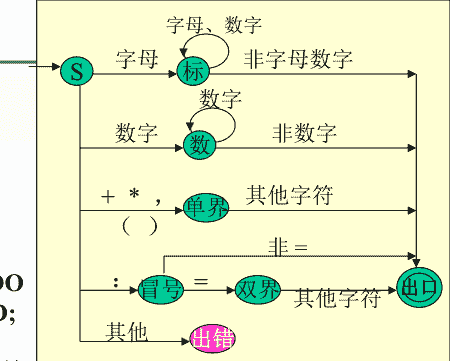 字母、数字
S 字母 标 非字母数字
数字
数字 数 非数字
+ * , 单界 其他字符
( )
非 =
: 冒号 = 双界 其他字符 出口
DO
D;
其他 出错